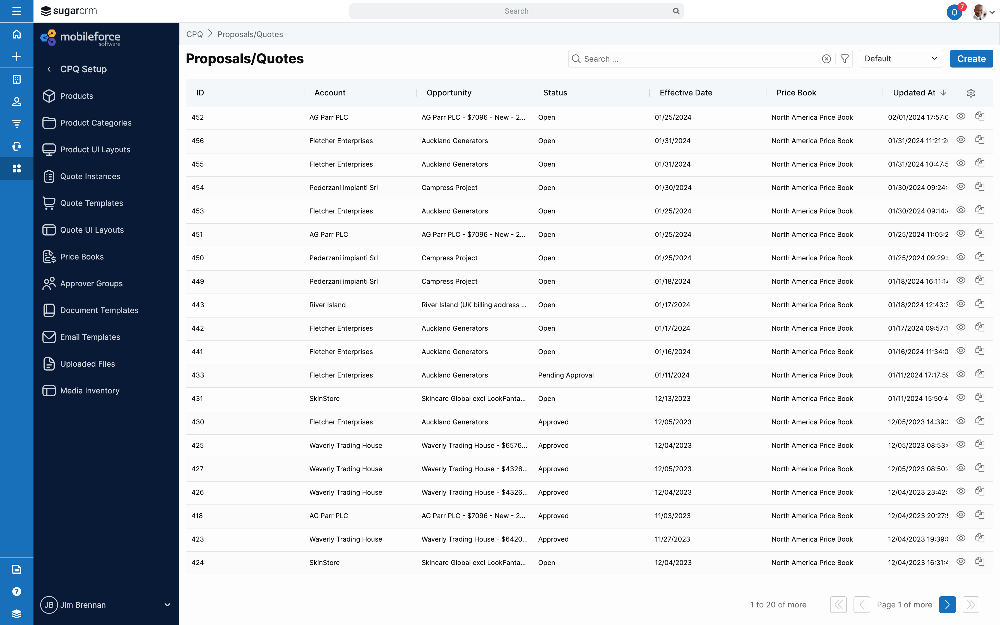 sugarcrm
Search
7
mobileforce
software
CPQ Setup
Products
Product Categories
Product UI Layouts
Quote Instances
Quote Templates
Quote UI Layouts
Price Books
Approver Groups
Document Templates
Email Templates
Uploaded Files
Media Inventory
JB Jim Brennan
CPQ > Proposals/Quotes
Proposals/Quotes
Search ...
Default
Create
ID Account Opportunity Status Effective Date Price Book Updated At
452 AG Parr PLC AG Parr PLC - $7096 - New - 2... Open 01/25/2024 North America Price Book 02/01/2024 17:57:0
456 Fletcher Enterprises Auckland Generators Open 01/31/2024 North America Price Book 01/31/2024 11:21:2
455 Fletcher Enterprises Auckland Generators Open 01/31/2024 North America Price Book 01/31/2024 10:47:5
454 Pederzani impianti Srl Campress Project Open 01/30/2024 North America Price Book 01/30/2024 09:24:
453 Fletcher Enterprises Auckland Generators Open 01/25/2024 North America Price Book 01/30/2024 09:14:
451 AG Parr PLC AG Parr PLC - $7096 - New - 2... Open 01/25/2024 North America Price Book 01/25/2024 11:05:2
450 Pederzani impianti Srl Campress Project Open 01/25/2024 North America Price Book 01/25/2024 09:29:
449 Pederzani impianti Srl Campress Project Open 01/18/2024 North America Price Book 01/18/2024 16:11:1
443 River Island River Island (UK billing address ... Open 01/17/2024 North America Price Book 01/18/2024 12:43:3
442 Fletcher Enterprises Auckland Generators Open 01/17/2024 North America Price Book 01/17/2024 09:57:1
441 Fletcher Enterprises Auckland Generators Open 01/16/2024 North America Price Book 01/16/2024 11:34:0
433 Fletcher Enterprises Auckland Generators Pending Approval 01/11/2024 North America Price Book 01/11/2024 17:17:5
431 SkinStore Skincare Global excl LookFanta... Open 12/13/2023 North America Price Book 01/11/2024 15:50:4
430 Fletcher Enterprises Auckland Generators Approved 12/05/2023 North America Price Book 12/05/2023 14:39:
425 Waverly Trading House Waverly Trading House - $6576... Approved 12/04/2023 North America Price Book 12/05/2023 08:53:
427 Waverly Trading House Waverly Trading House - $4326... Approved 12/05/2023 North America Price Book 12/05/2023 08:50:
426 Waverly Trading House Waverly Trading House - $4326... Approved 12/04/2023 North America Price Book 12/04/2023 23:42:
418 AG Parr PLC AG Parr PLC - $7096 - New - 2... Approved 11/03/2023 North America Price Book 12/04/2023 20:27:
423 Waverly Trading House Waverly Trading House - $6420... Approved 11/27/2023 North America Price Book 12/04/2023 19:39:
424 SkinStore Skincare Global excl LookFanta... Open 12/04/2023 North America Price Book 12/04/2023 16:31:4
1 to 20 of more
Page 1 of more